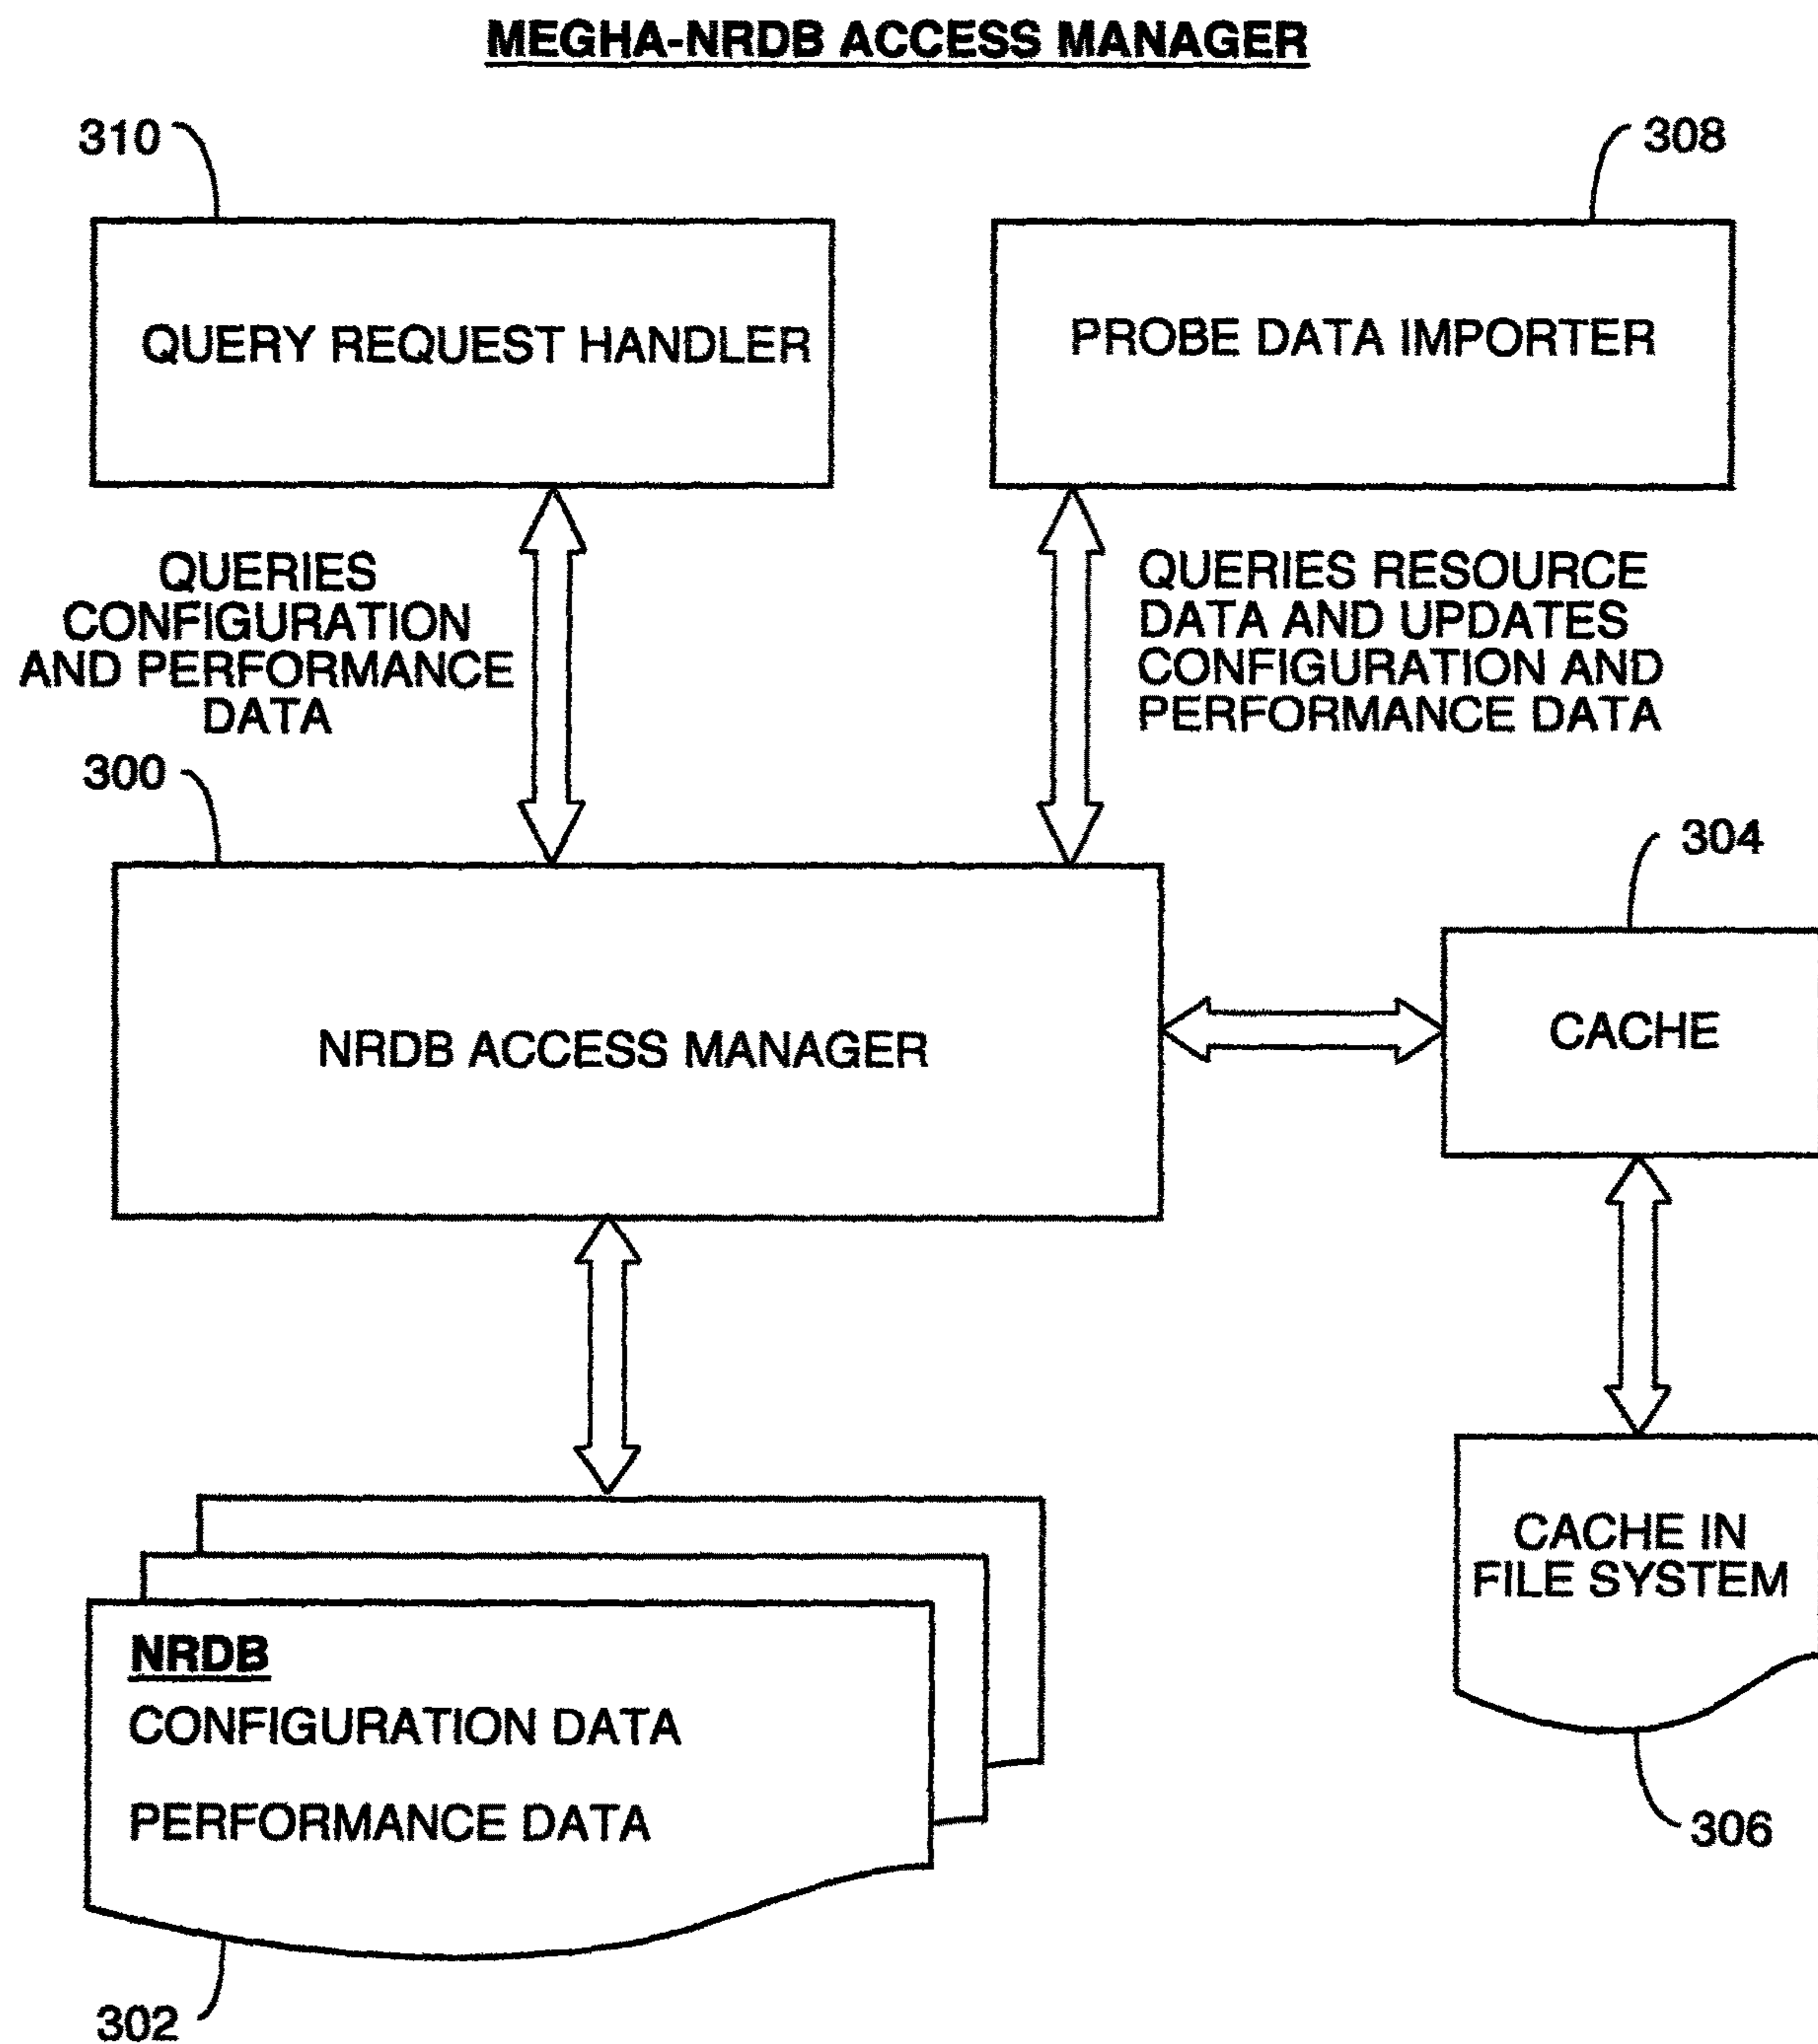 MEGHA-NRDB ACCESS MANAGER
310
308
QUERY REQUEST HANDLER
PROBE DATA IMPORTER
QUERIES
CONFIGURATION
AND PERFORMANCE
DATA
QUERIES RESOURCE
DATA AND UPDATES
CONFIGURATION AND
PERFORMANCE DATA
300
304
NRDB ACCESS MANAGER
CACHE
CACHE IN
FILE SYSTEM
NRDB
CONFIGURATION DATA
PERFORMANCE DATA
306
302